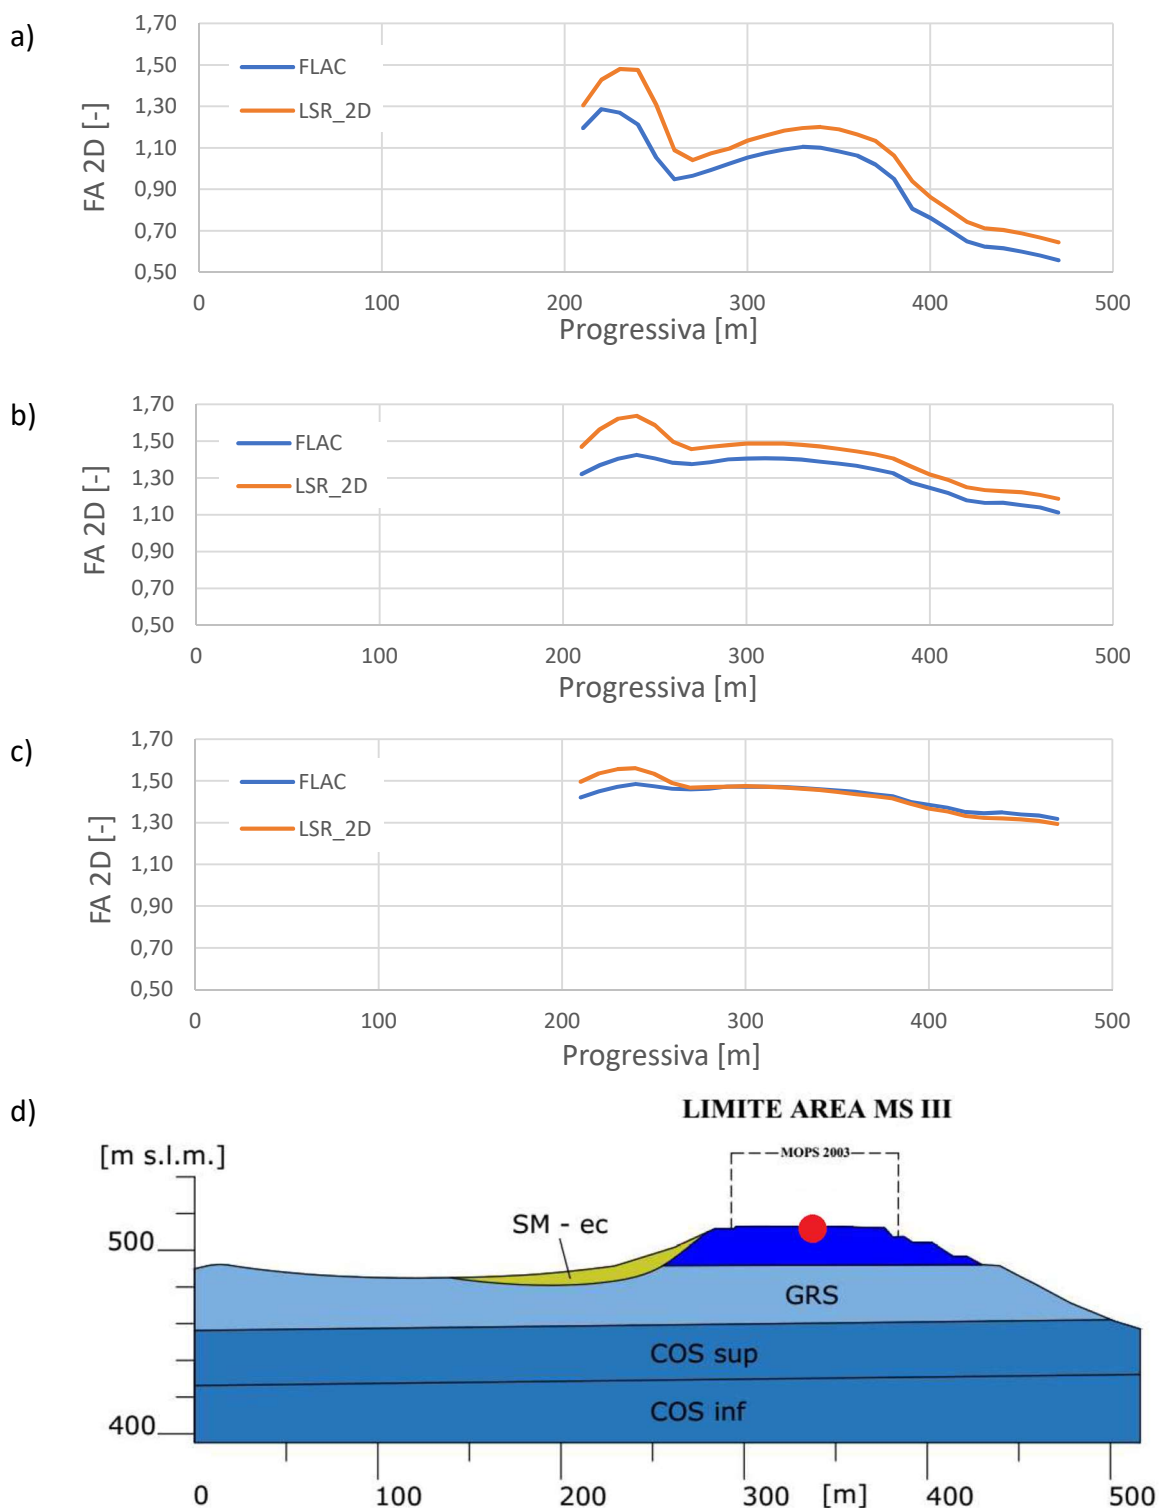 a)
1,70
1,50
1,30
1,10
0,90
0,70
0,50
FA 2D [-]
FLAC
LSR_2D
0 100 200 300 400 500
Progressiva [m]
b)
1,70
1,50
1,30
1,10
0,90
0,70
0,50
FA 2D [-]
FLAC
LSR_2D
0 100 200 300 400 500
Progressiva [m]
c)
1,70
1,50
1,30
1,10
0,90
0,70
0,50
FA 2D [-]
FLAC
LSR_2D
0 100 200 300 400 500
Progressiva [m]
d)
LIMITE AREA MS III
[m s.l.m.]
MOPS 2003
SM - ec
500
GRS
COS sup
COS inf
400
0 100 200 300 [m] 400 500